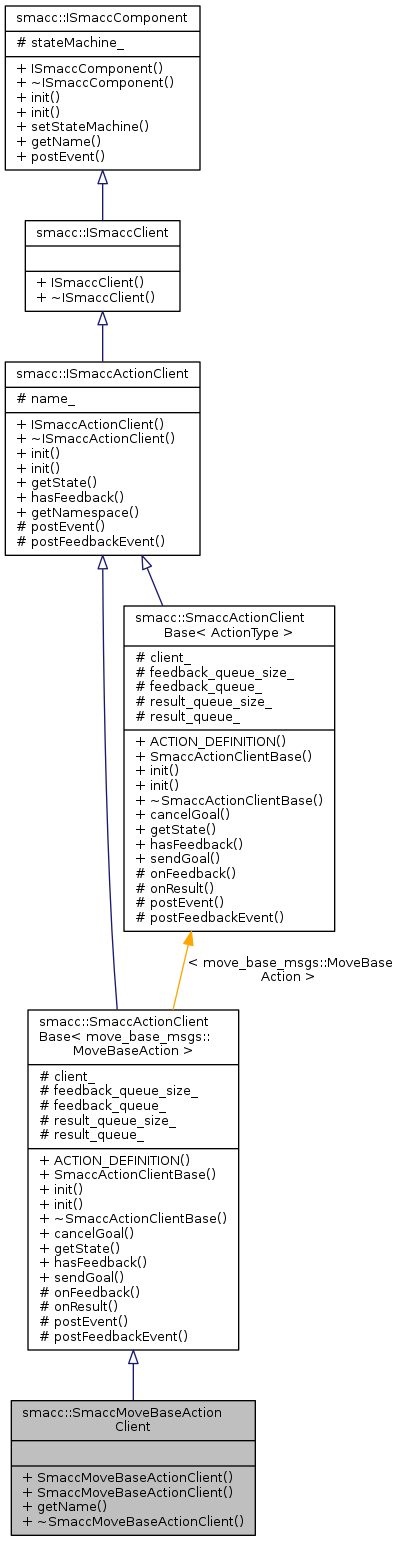 smacc::ISmaccComponent
# stateMachine_
+ ISmaccComponent()
+ ~ISmaccComponent()
+ init()
+ init()
+ setStateMachine()
+ getName()
+ postEvent()
smacc::ISmaccClient
+ ISmaccClient()
+ ~ISmaccClient()
smacc::ISmaccActionClient
# name_
+ ISmaccActionClient()
+ ~ISmaccActionClient()
+ init()
+ init()
+ getState()
+ hasFeedback()
+ getNamespace()
# postEvent()
# postFeedbackEvent()
smacc::SmaccActionClient
Base< ActionType >
# client_
# feedback_queue_size_
# feedback_queue_
# result_queue_size_
# result_queue_
+ ACTION_DEFINITION()
+ SmaccActionClientBase()
+ init()
+ init()
+ ~SmaccActionClientBase()
+ cancelGoal()
+ getState()
+ hasFeedback()
+ sendGoal()
# onFeedback()
# onResult()
# postEvent()
# postFeedbackEvent()
< move_base_msgs::MoveBase
Action >
smacc::SmaccActionClient
Base< move_base_msgs::
MoveBaseAction >
# client_
# feedback_queue_size_
# feedback_queue_
# result_queue_size_
# result_queue_
+ ACTION_DEFINITION()
+ SmaccActionClientBase()
+ init()
+ init()
+ ~SmaccActionClientBase()
+ cancelGoal()
+ getState()
+ hasFeedback()
+ sendGoal()
# onFeedback()
# onResult()
# postEvent()
# postFeedbackEvent()
smacc::SmaccMoveBaseAction
Client
+ SmaccMoveBaseActionClient()
+ SmaccMoveBaseActionClient()
+ getName()
+ ~SmaccMoveBaseActionClient()